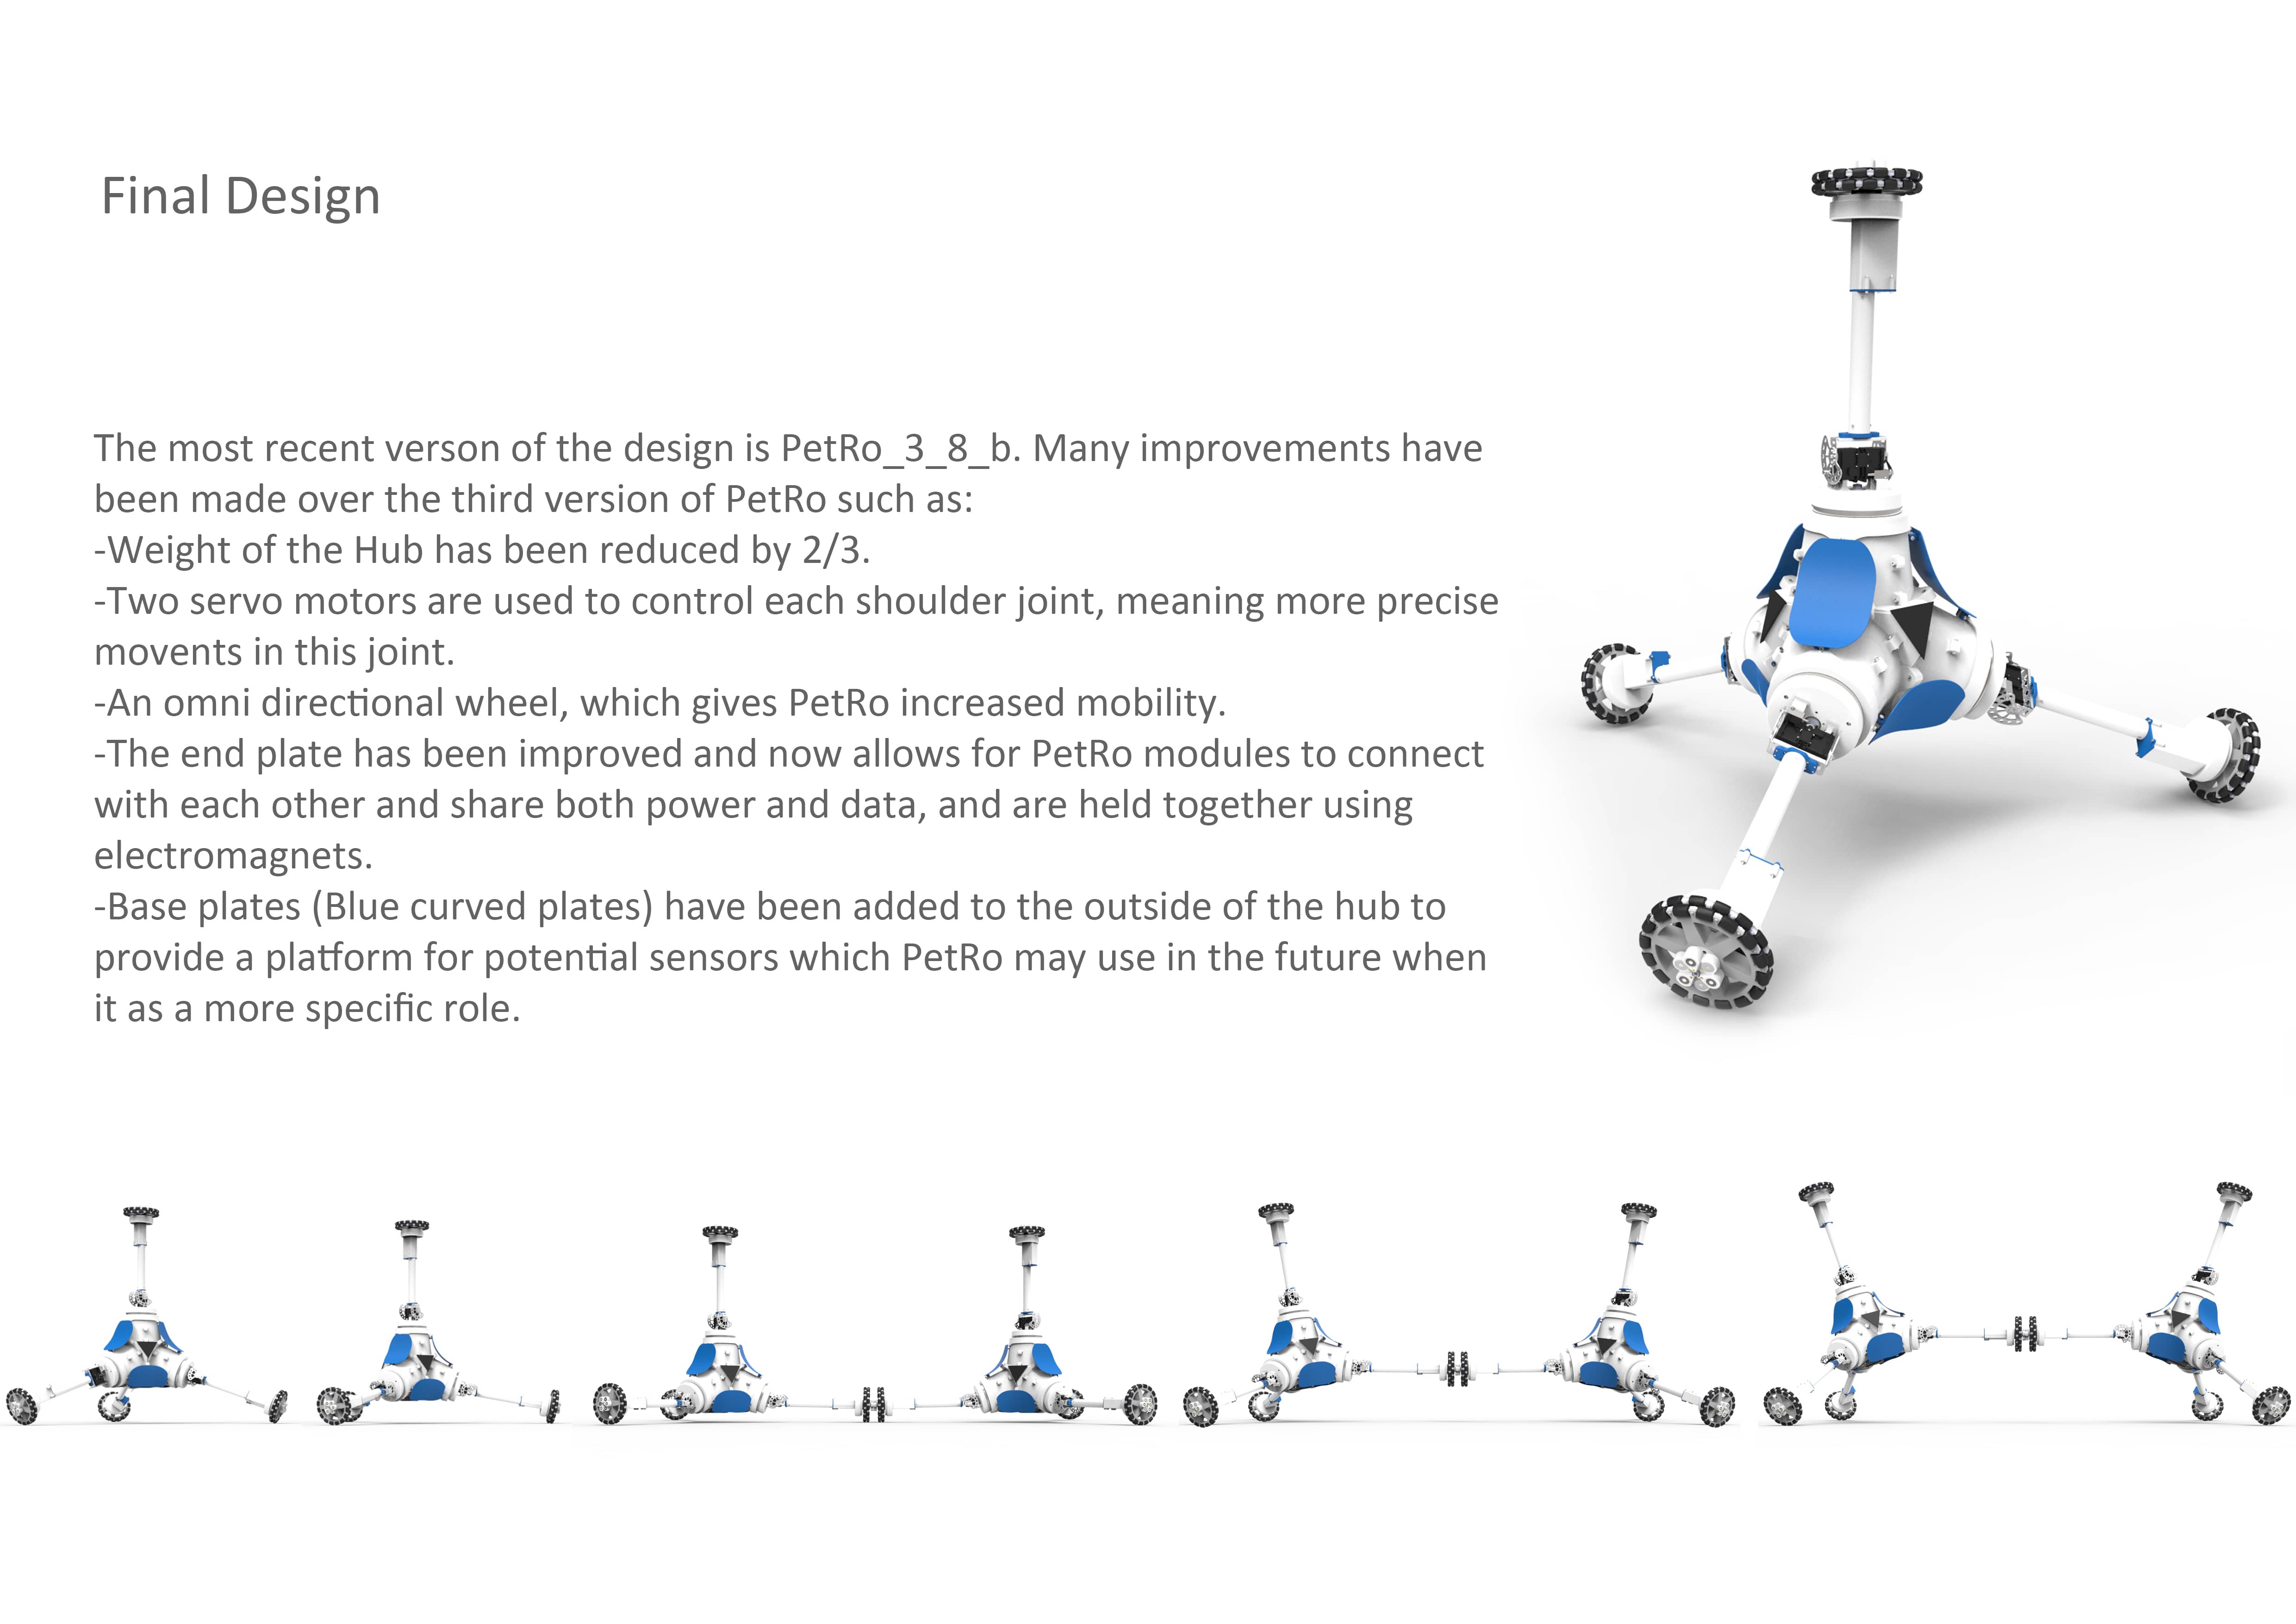 Final Design
The most recent verson of the design is PetRo_3_8_b. Many improvements have
been made over the third version of PetRo such as:
-Weight of the Hub has been reduced by 2/3.
-Two servo motors are used to control each shoulder joint, meaning more precise
movents in this joint.
-An omni directional wheel, which gives PetRo increased mobility.
-The end plate has been improved and now allows for PetRo modules to connect
with each other and share both power and data, and are held together using
electromagnets.
-Base plates (Blue curved plates) have been added to the outside of the hub to
provide a platform for potential sensors which PetRo may use in the future when
it as a more specific role.